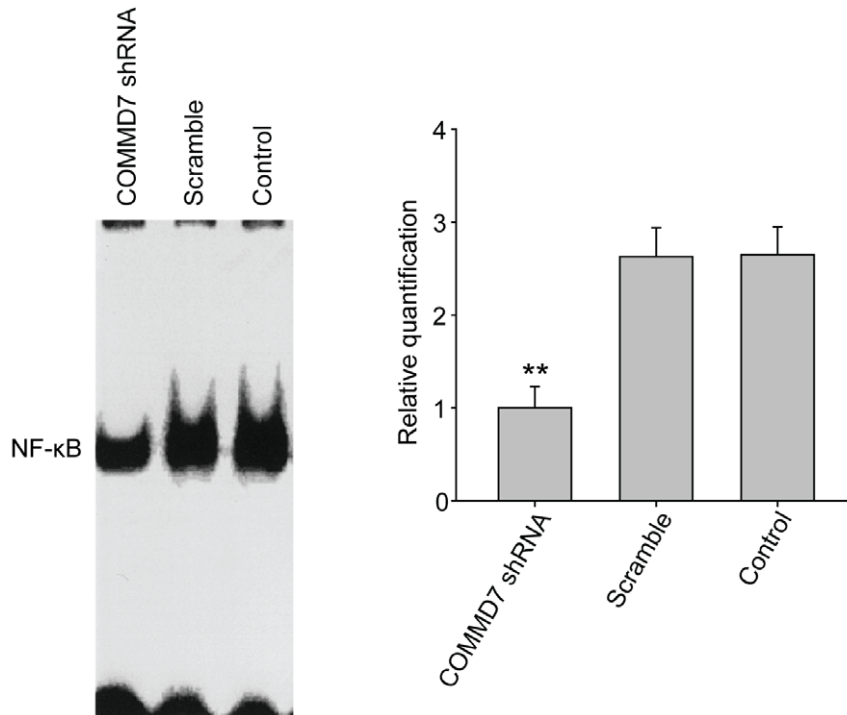 COMMD7 shRNA
Scramble
Control
NF-κB
Relative quantification
4
3
2
1
0
**
COMMD7 shRNA
Scramble
Control